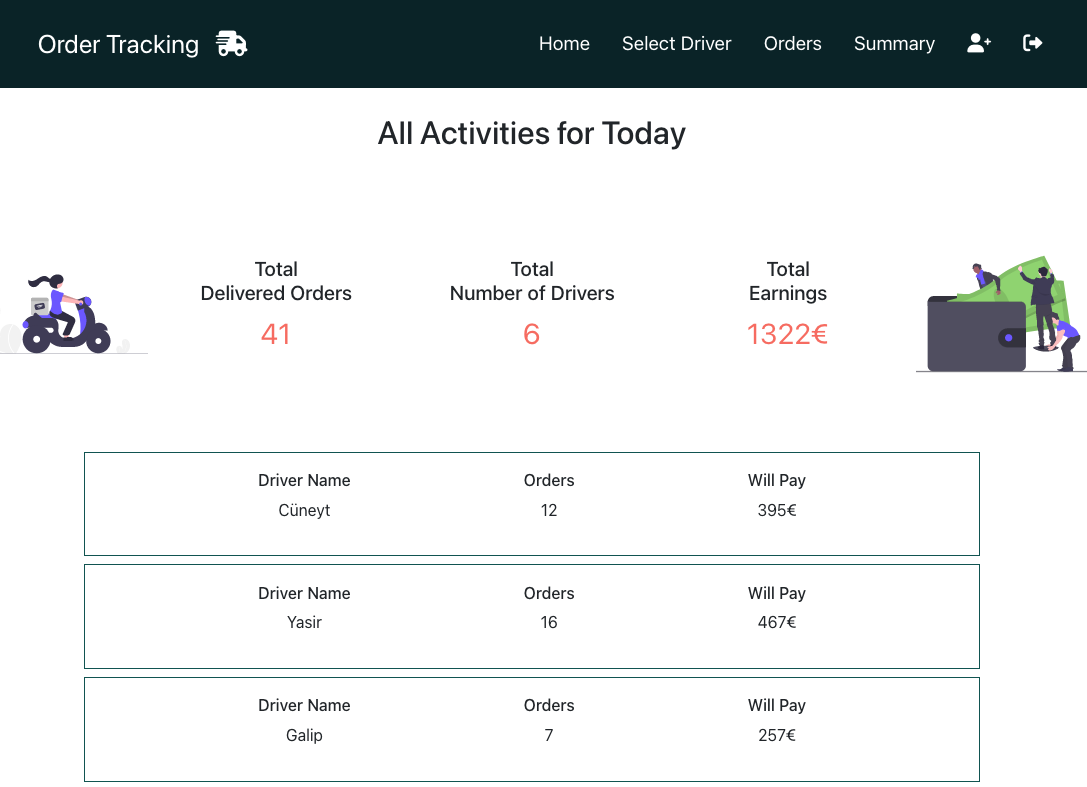 Order Tracking Home Select Driver Orders Summary
All Activities for Today
Total
Delivered Orders
41
Total
Number of Drivers
6
Total
Earnings
1322€
Driver Name Orders Will Pay
Cüneyt 12 395€
Driver Name Orders Will Pay
Yasir 16 467€
Driver Name Orders Will Pay
Galip 7 257€